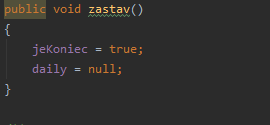 public void zastav()
{
jeKoniec = true;
daily = null;
}